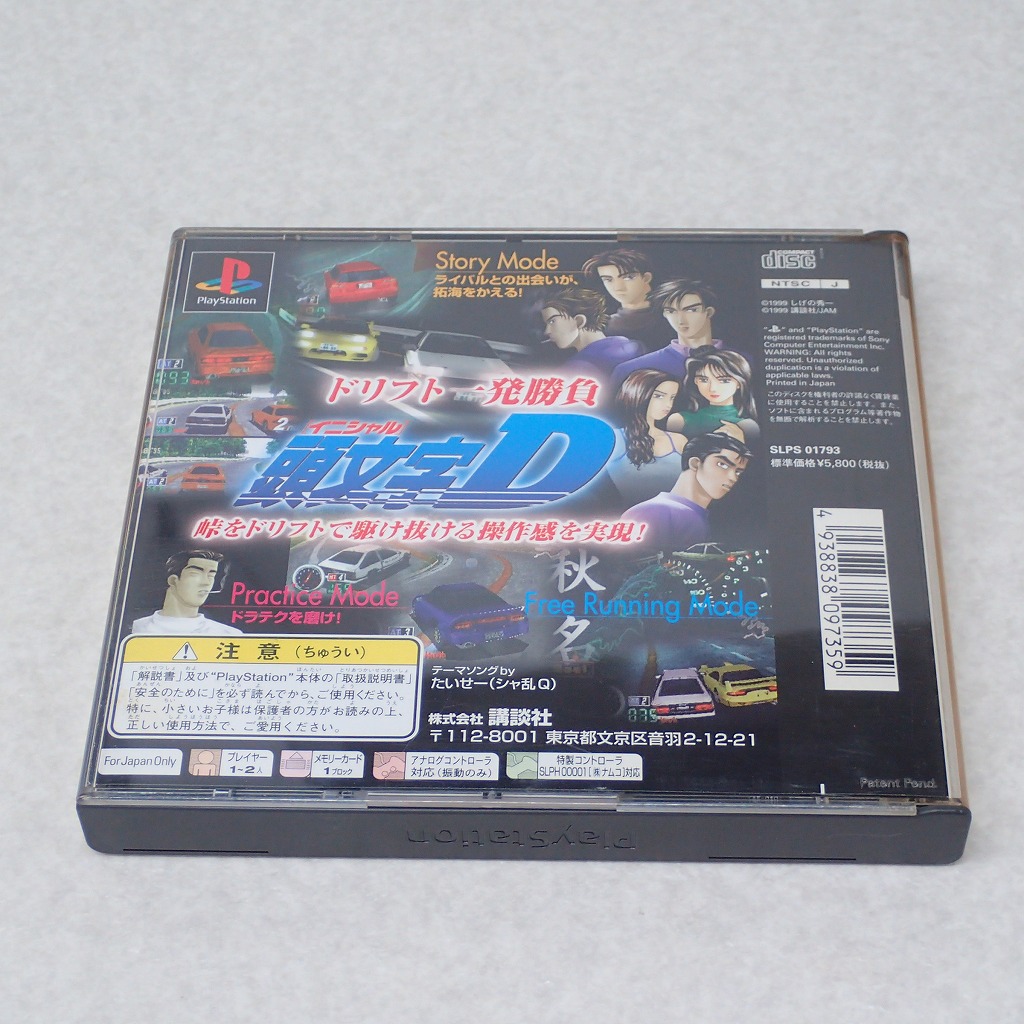 PlayStation
Story Mode
ライバルとの出会いが、
拓海をかえる!
COMPACT
disc
NTSC J
©1999 しげの秀一
©1999 講談社/JAM
"PS" and "PlayStation" are
registered trademarks of Sony
Computer Entertainment Inc.
WARNING: All rights
reserved. Unauthorized
duplication is a violation of
applicable laws.
Printed in Japan
このディスクを権利者の許諾なく賃貸業
に使用することを禁止します。また、
ソフトに含まれるプログラム等著作物
を無断で解析することを禁止します。
SLPS 01793
標準価格¥5,800(税抜)
ドリフト一発勝負
イニシャル
頭文字D
峠をドリフトで駆け抜ける操作感を実現!
4 938838 097359
Practice Mode
ドラテクを磨け!
秋名
Free Running Mode
注意(ちゅうい)
「解説書」及び"PlayStation"本体の「取扱説明書」
「安全のために」を必ず読んでから、ご使用ください。
特に、小さいお子様は保護者の方がお読みの上、
正しい使用方法で、ご愛用ください。
テーマソング by
たいせー(シャ乱Q)
株式会社 講談社
〒112-8001 東京都文京区音羽2-12-21
For Japan Only
プレイヤー
1~2人
メモリーカード
1ブロック
アナログコントローラ
対応(振動のみ)
特製コントローラ
SLPH 00001[㈱ナムコ]対応
Patent Pend.
PlayStation